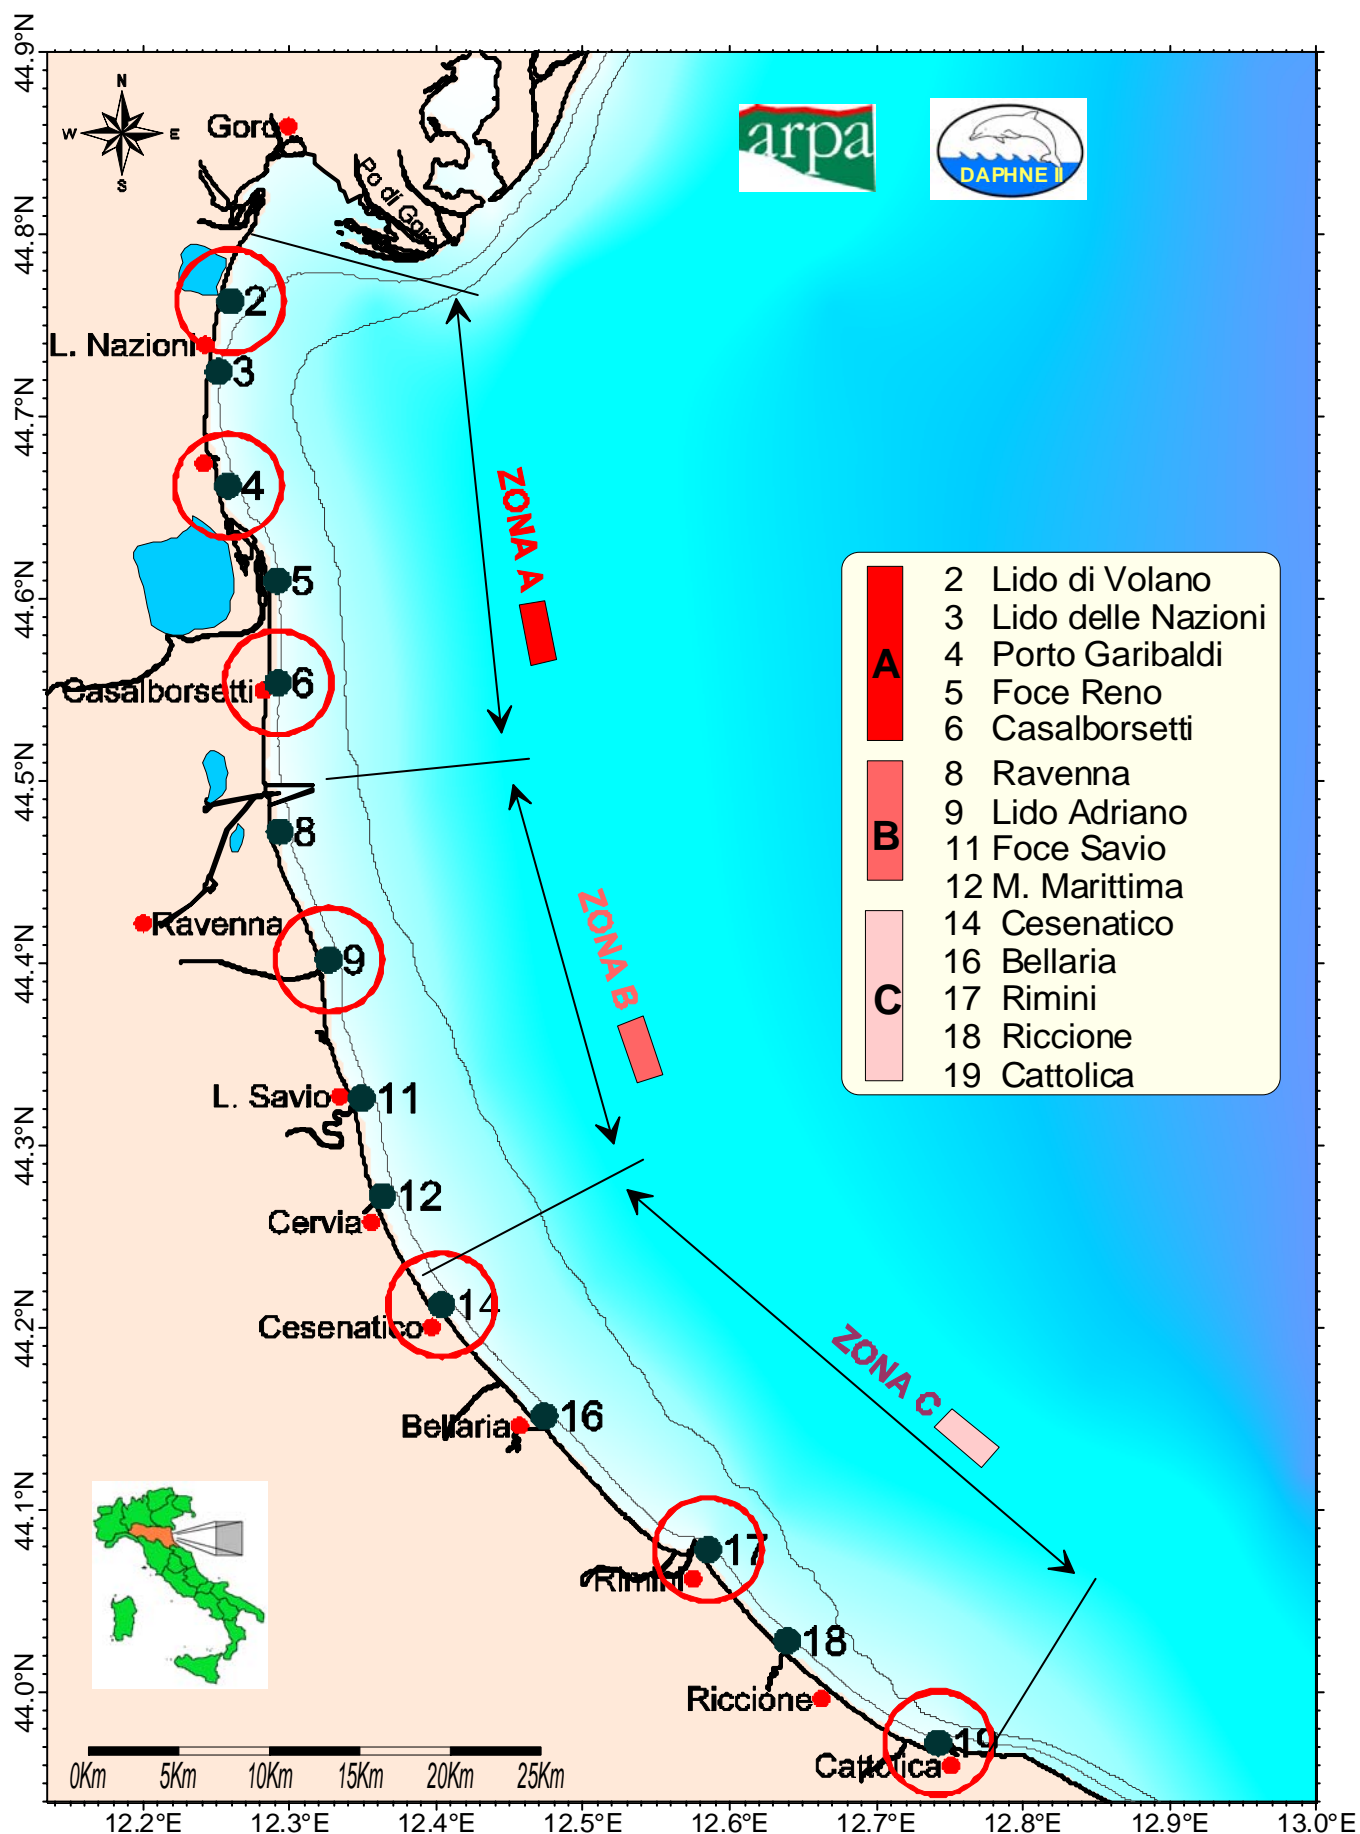 44.9°N
N
W
E
S
Goro
Po di Goro
arpa
DAPHNE II
44.8°N
2
L. Nazioni
3
44.7°N
4
ZONA A
44.6°N
5
Casalborsetti
6
44.5°N
8
Ravenna
ZONA B
44.4°N
9
L. Savio
11
44.3°N
12
Cervia
14
44.2°N
Cesenatico
ZONA C
16
Bellaria
44.1°N
17
Rimini
18
44.0°N
Riccione
19
Cattolica
A
2 Lido di Volano
3 Lido delle Nazioni
4 Porto Garibaldi
5 Foce Reno
6 Casalborsetti
B
8 Ravenna
9 Lido Adriano
11 Foce Savio
12 M. Marittima
C
14 Cesenatico
16 Bellaria
17 Rimini
18 Riccione
19 Cattolica
0Km 5Km 10Km 15Km 20Km 25Km
12.2°E 12.3°E 12.4°E 12.5°E 12.6°E 12.7°E 12.8°E 12.9°E 13.0°E